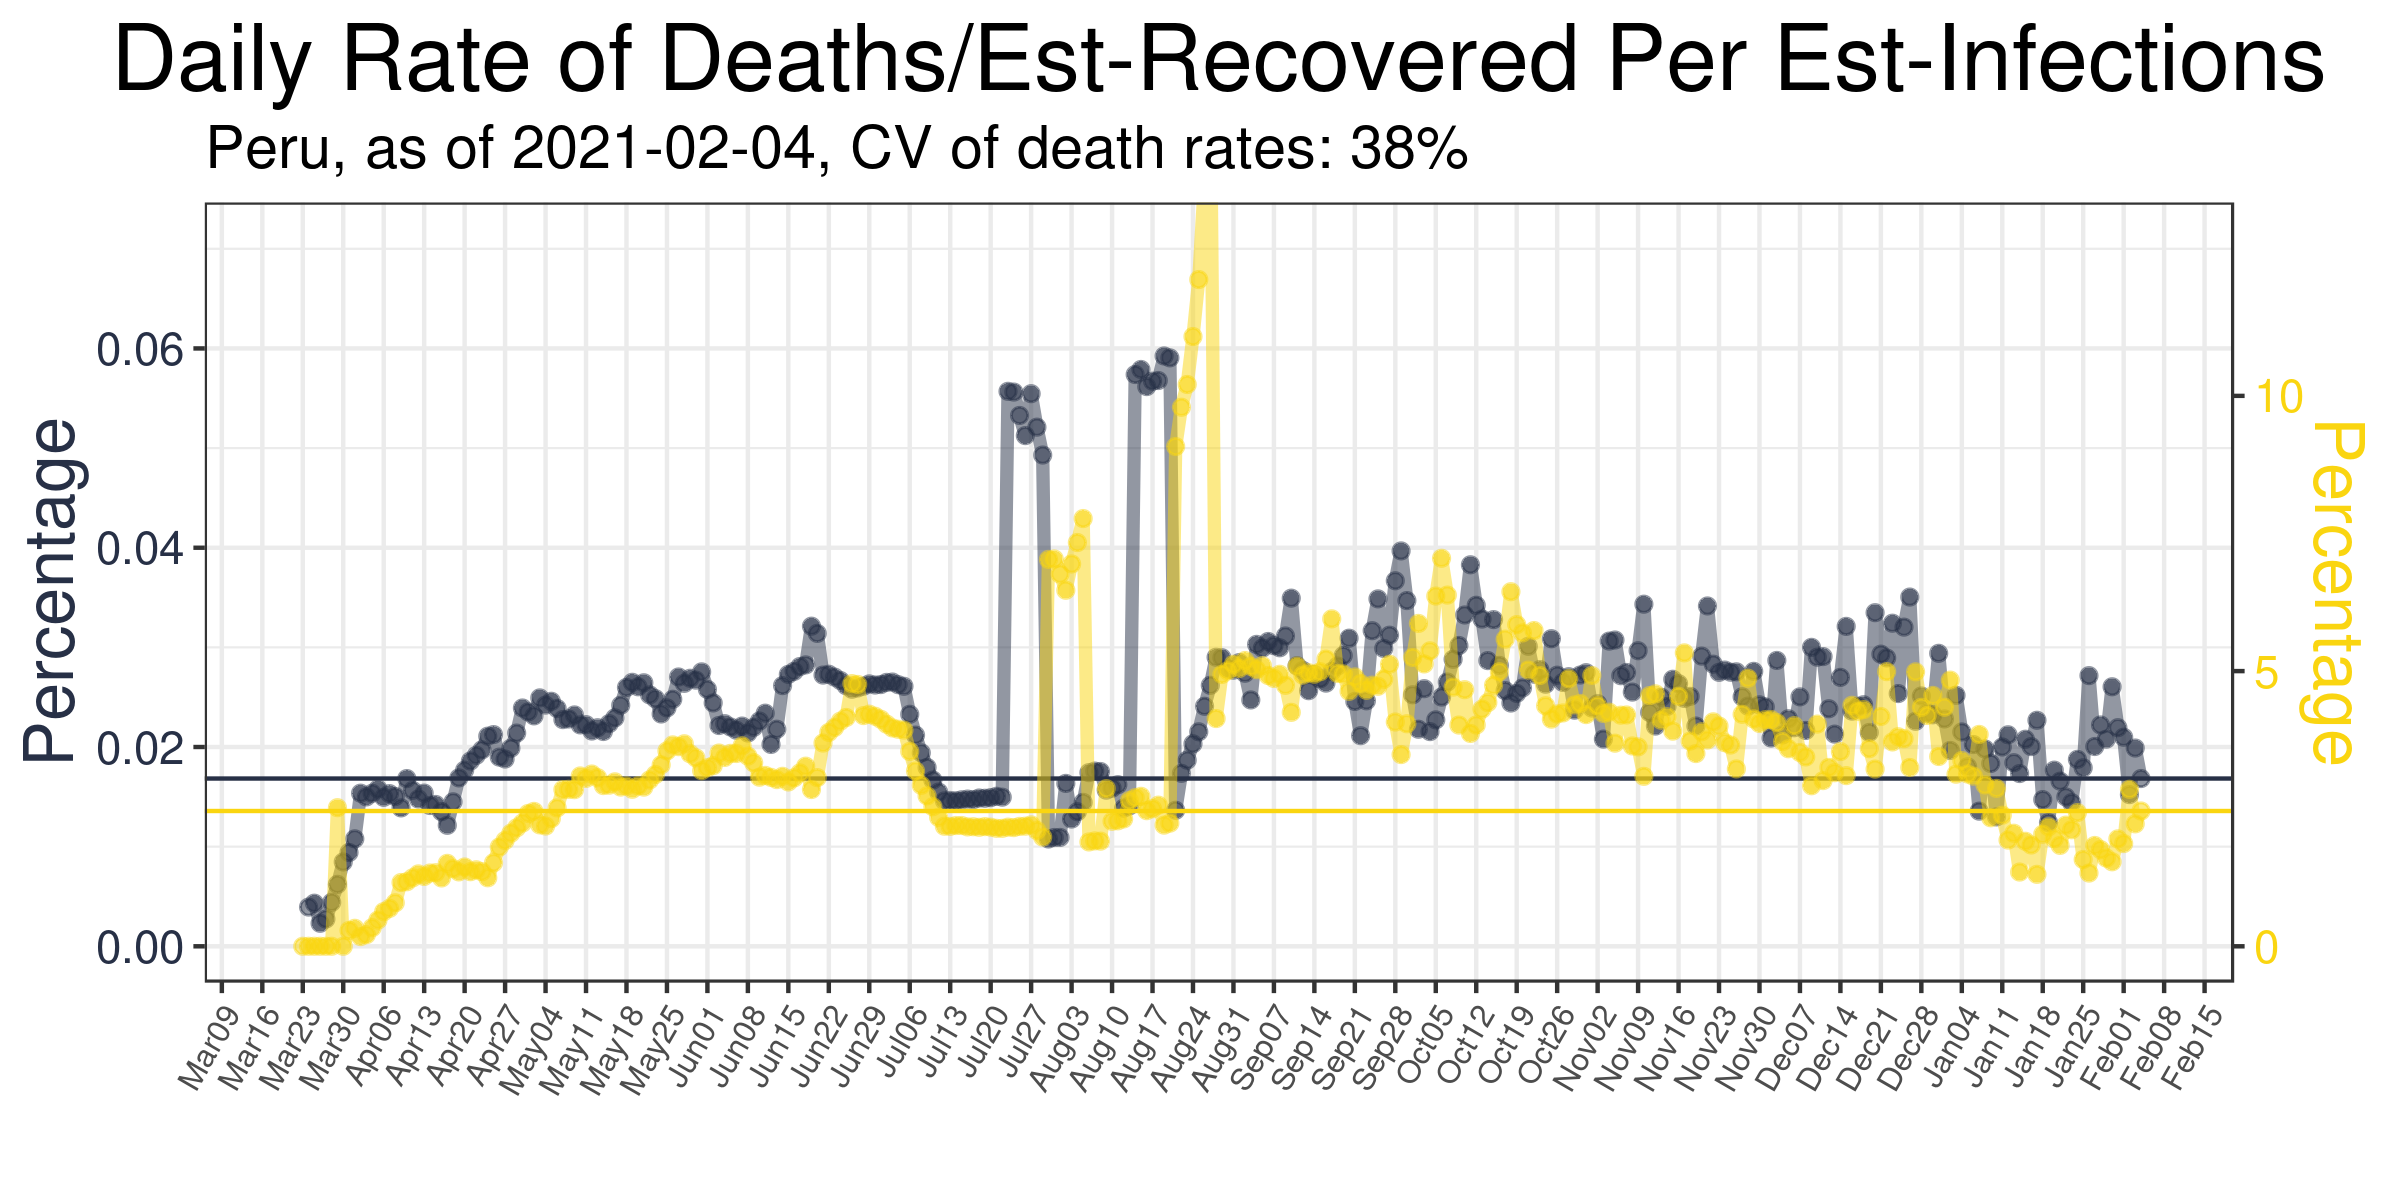 Daily Rate of Deaths/Est-Recovered Per Est-Infections
Peru, as of 2021-02-04, CV of death rates: 38%
Percentage
0.06
0.04
0.02
0.00
10
5
0
Percentage
Mar09
Mar16
Mar23
Mar30
Apr06
Apr13
Apr20
Apr27
May04
May11
May18
May25
Jun01
Jun08
Jun15
Jun22
Jun29
Jul06
Jul13
Jul20
Jul27
Aug03
Aug10
Aug17
Aug24
Aug31
Sep07
Sep14
Sep21
Sep28
Oct05
Oct12
Oct19
Oct26
Nov02
Nov09
Nov16
Nov23
Nov30
Dec07
Dec14
Dec21
Dec28
Jan04
Jan11
Jan18
Jan25
Feb01
Feb08
Feb15